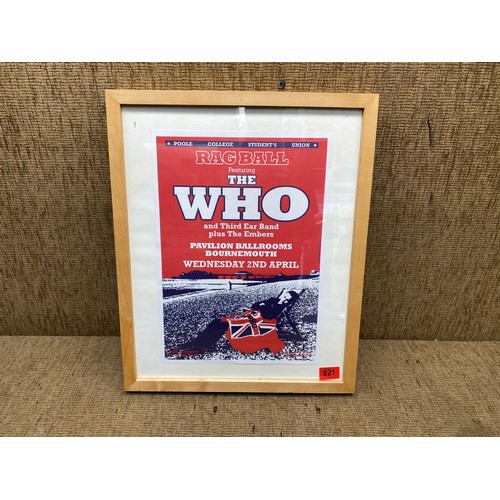 ★ POOLE COLLEGE STUDENT'S UNION ★
RAG BALL
Featuring
THE
WHO
and Third Ear Band
plus The Embers
PAVILION BALLROOMS
BOURNEMOUTH
WEDNESDAY 2ND APRIL
821